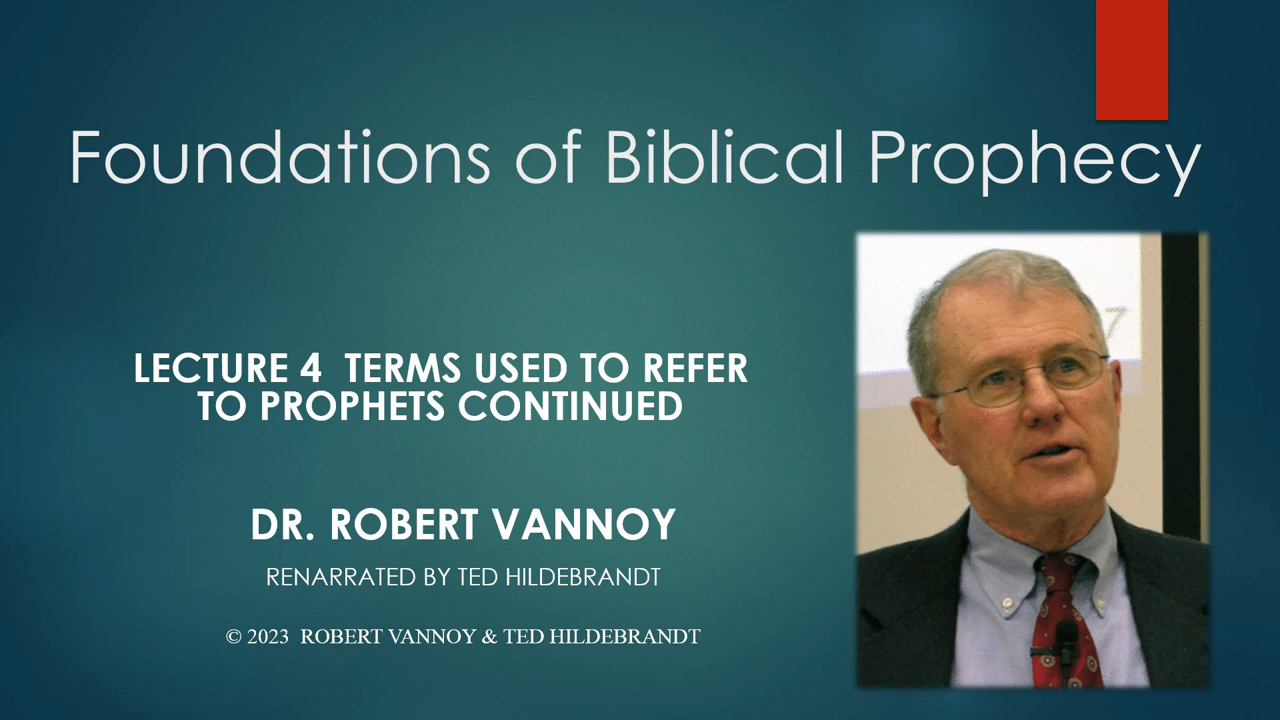 Foundations of Biblical Prophecy
LECTURE 4 TERMS USED TO REFER
TO PROPHETS CONTINUED
DR. ROBERT VANNOY
RENARRATED BY TED HILDEBRANDT
© 2023 ROBERT VANNOY & TED HILDEBRANDT
7